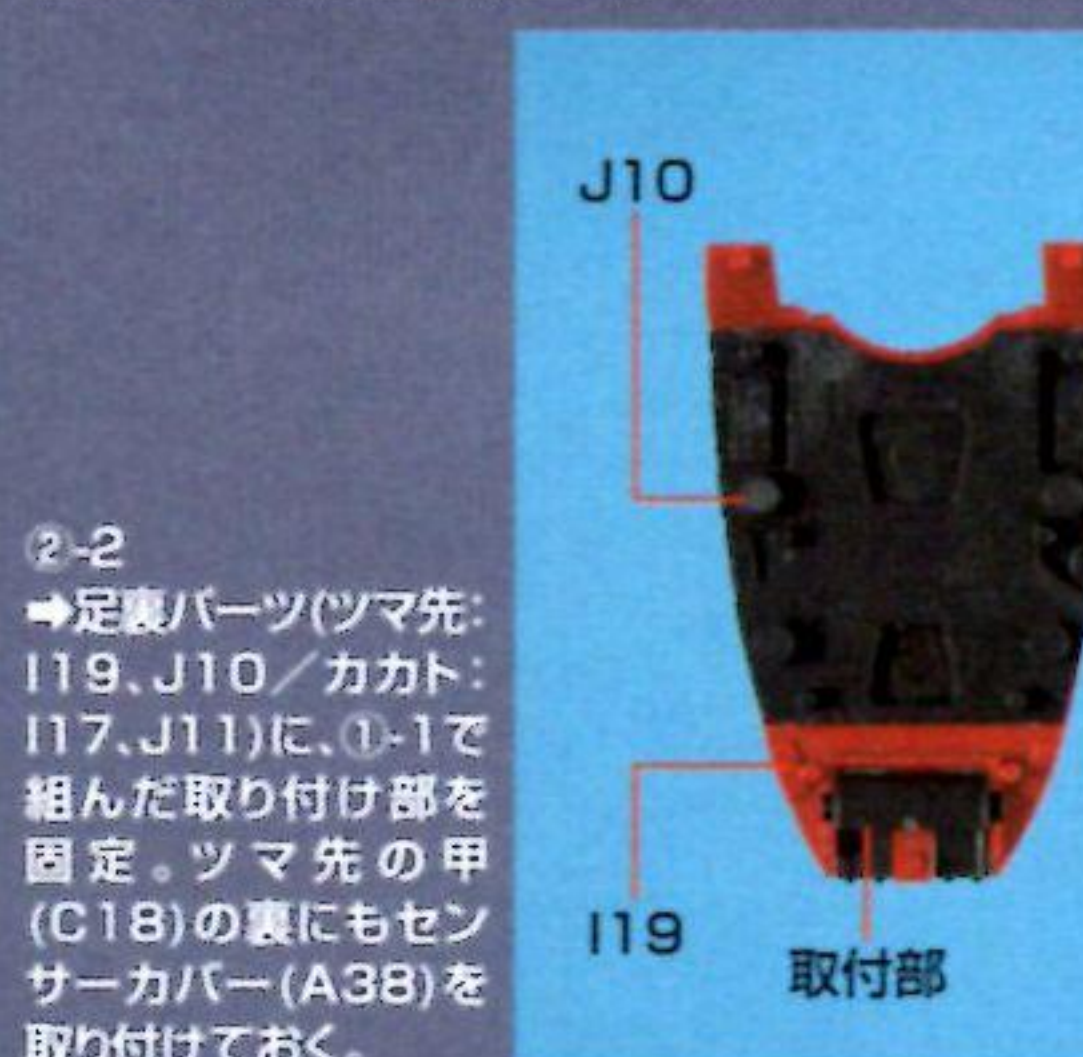 ②-2
➡足裏パーツ(ツマ先:
I19、J10／カカト:
I17、J11)に、①-1で
組んだ取り付け部を
固定。ツマ先の甲
(C18)の裏にもセン
サーカバー(A38)を
取り付けておく。
J10
I19
取付部